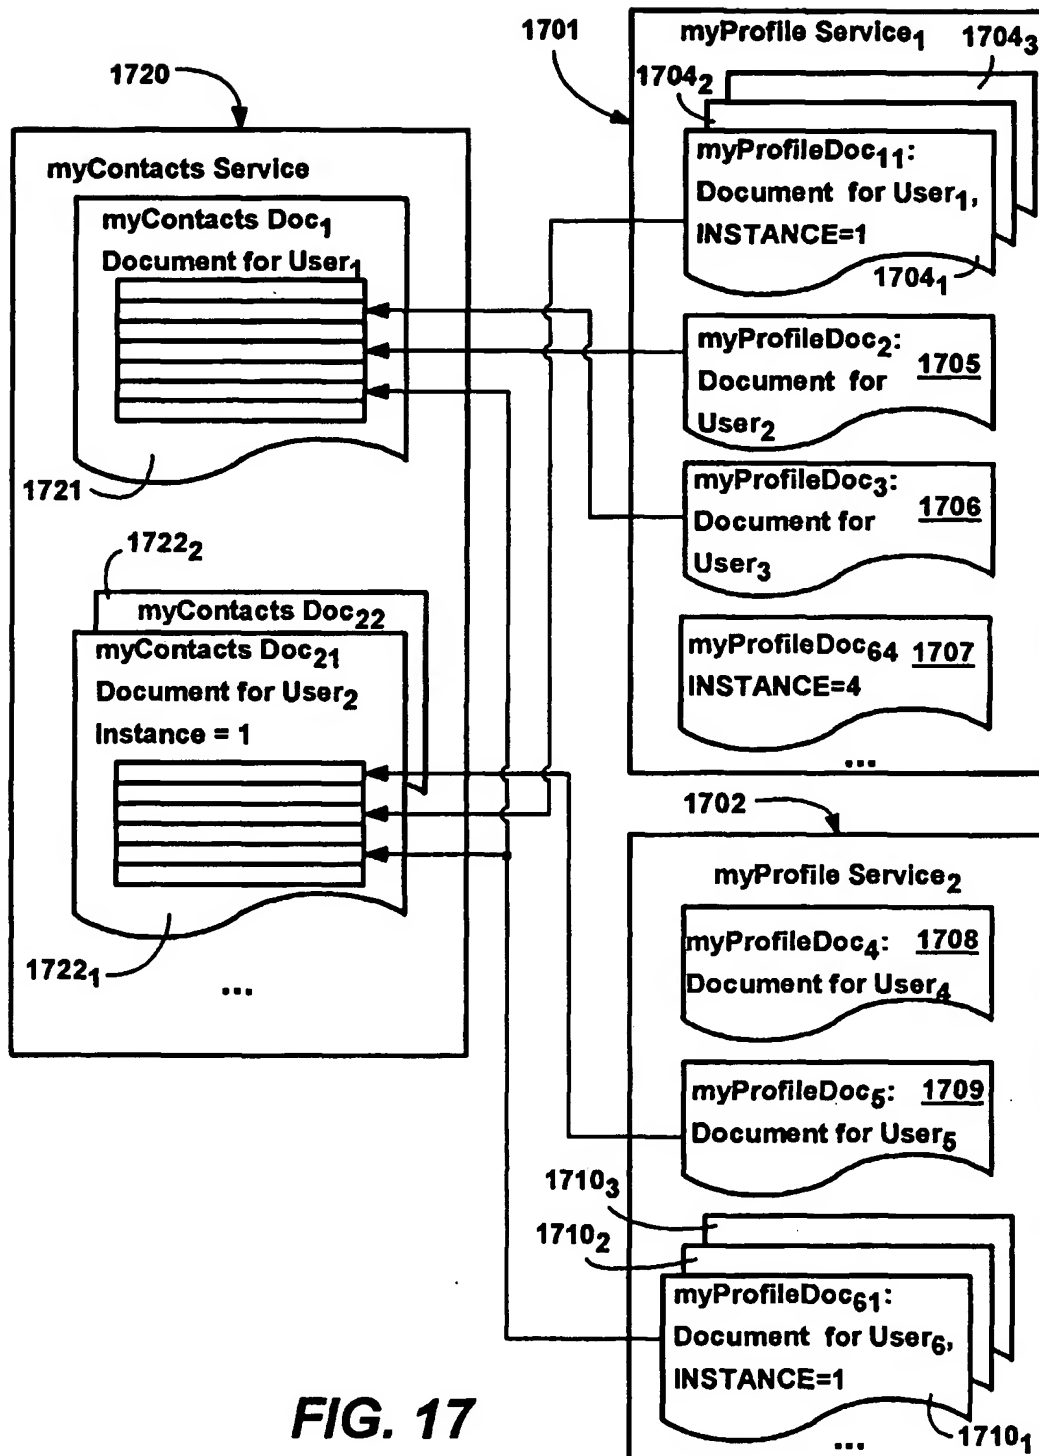 1720
myContacts Service
myContacts Doc₁
Document for User₁
1721
1722₂
myContacts Doc₂₂
myContacts Doc₂₁
Document for User₂
Instance = 1
1722₁
...
1701
myProfile Service₁
1704₃
1704₂
myProfileDoc₁₁:
Document for User₁,
INSTANCE=1
1704₁
myProfileDoc₂:
Document for
User₂
1705
myProfileDoc₃:
Document for
User₃
1706
myProfileDoc₆₄
INSTANCE=4
1707
...
1702
myProfile Service₂
myProfileDoc₄:
Document for User₄
1708
myProfileDoc₅:
Document for User₅
1709
1710₃
1710₂
myProfileDoc₆₁:
Document for User₆,
INSTANCE=1
1710₁
...
FIG. 17